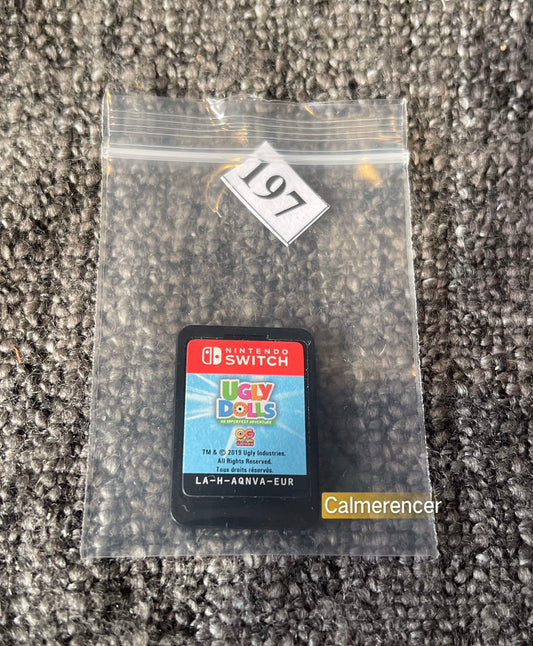 197
NINTENDO
SWITCH
UGLY
DOLLS
AN IMPERFECT ADVENTURE
TM & © 2019 Ugly Industries.
All Rights Reserved.
Tous droits réservés.
LA-H-AQNVA-EUR
Calmerencer